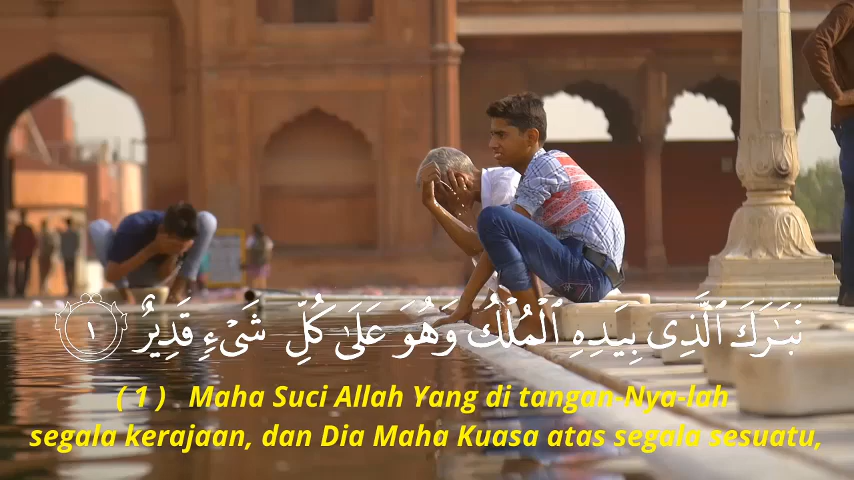 تَبَـٰرَكَ ٱلَّذِى بِيَدِهِ ٱلْمُلْكُ وَهُوَ عَلَىٰ كُلِّ شَىْءٍ قَدِيرٌ ١
( 1 ) Maha Suci Allah Yang di tangan-Nya-lah
segala kerajaan, dan Dia Maha Kuasa atas segala sesuatu,